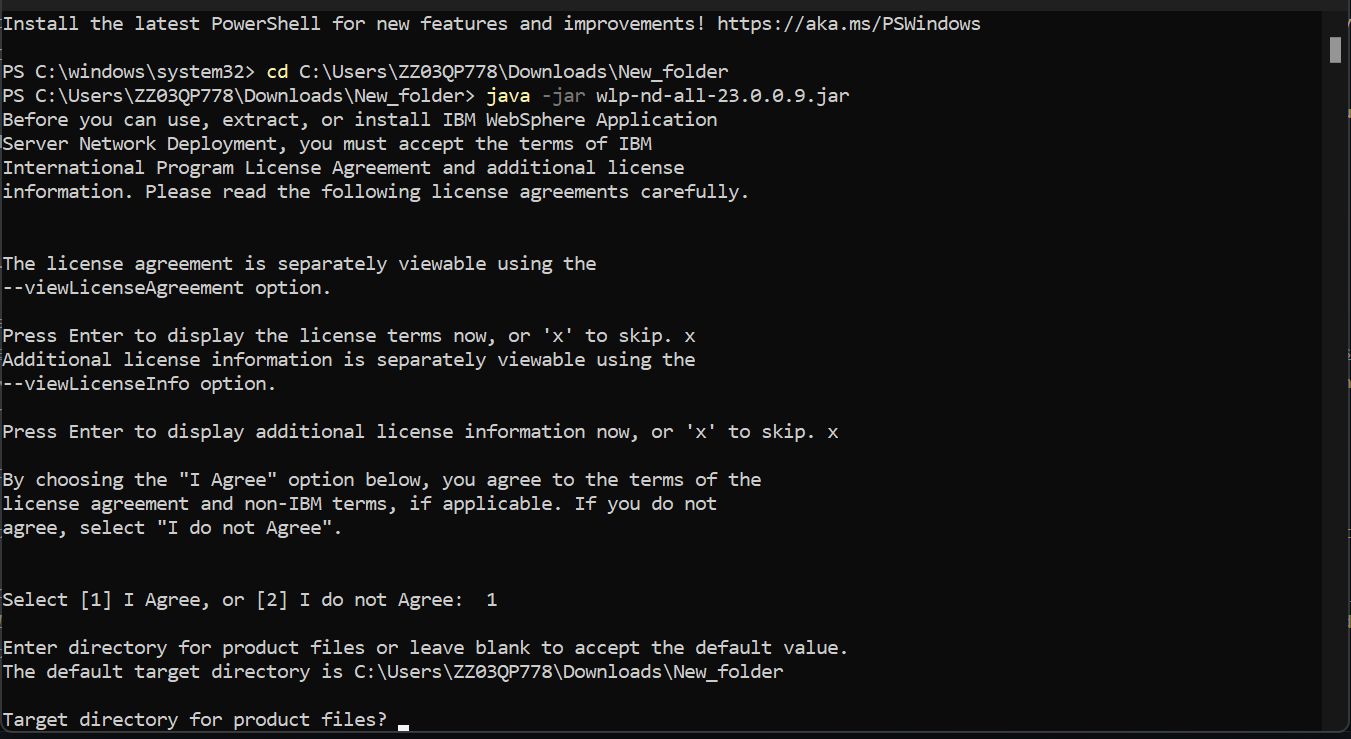 Install the latest PowerShell for new features and improvements! https://aka.ms/PSWindows
PS C:\windows\system32> cd C:\Users\ZZ03QP778\Downloads\New_folder
PS C:\Users\ZZ03QP778\Downloads\New_folder> java -jar wlp-nd-all-23.0.0.9.jar
Before you can use, extract, or install IBM WebSphere Application
Server Network Deployment, you must accept the terms of IBM
International Program License Agreement and additional license
information. Please read the following license agreements carefully.
The license agreement is separately viewable using the
--viewLicenseAgreement option.
Press Enter to display the license terms now, or 'x' to skip. x
Additional license information is separately viewable using the
--viewLicenseInfo option.
Press Enter to display additional license information now, or 'x' to skip. x
By choosing the "I Agree" option below, you agree to the terms of the
license agreement and non-IBM terms, if applicable. If you do not
agree, select "I do not Agree".
Select [1] I Agree, or [2] I do not Agree:  1
Enter directory for product files or leave blank to accept the default value.
The default target directory is C:\Users\ZZ03QP778\Downloads\New_folder
Target directory for product files?